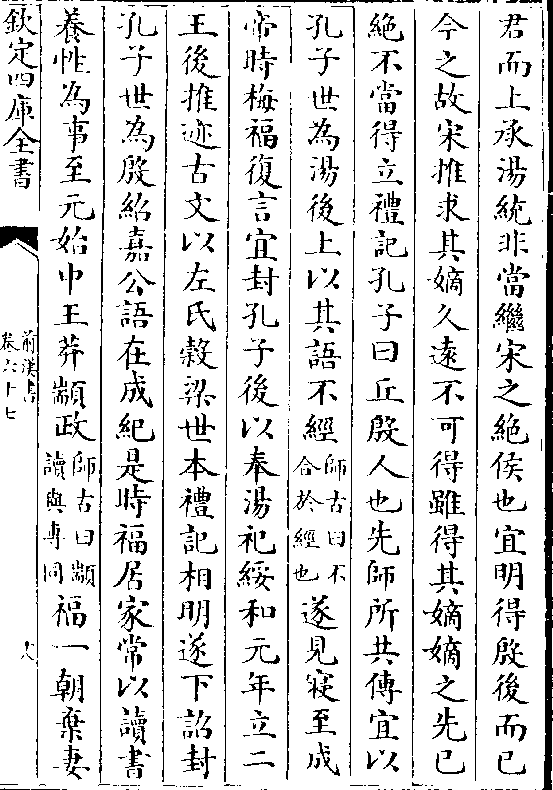 君而上承湯統非當繼宋之絕侯也宜明得殷後而已
今之故宋推求其嫡久遠不可得雖得其嫡嫡之先已
絕不當得立禮記孔子曰丘殷人也先師所共傳宜以
孔子世為湯後上以其語不經師古曰不合於經也遂見寑至成
帝時梅福復言宜封孔子後以奉湯祀綏和元年立二
王後推迹古文以左氏榖梁世本禮記相明遂下詔封
孔子世為殷紹嘉公語在成紀是時福居家常以讀書
養性為事至元始中王莽顓政師古曰顓讀與專同福一朝棄妻
欽定四庫全書
前漢書
卷六十七